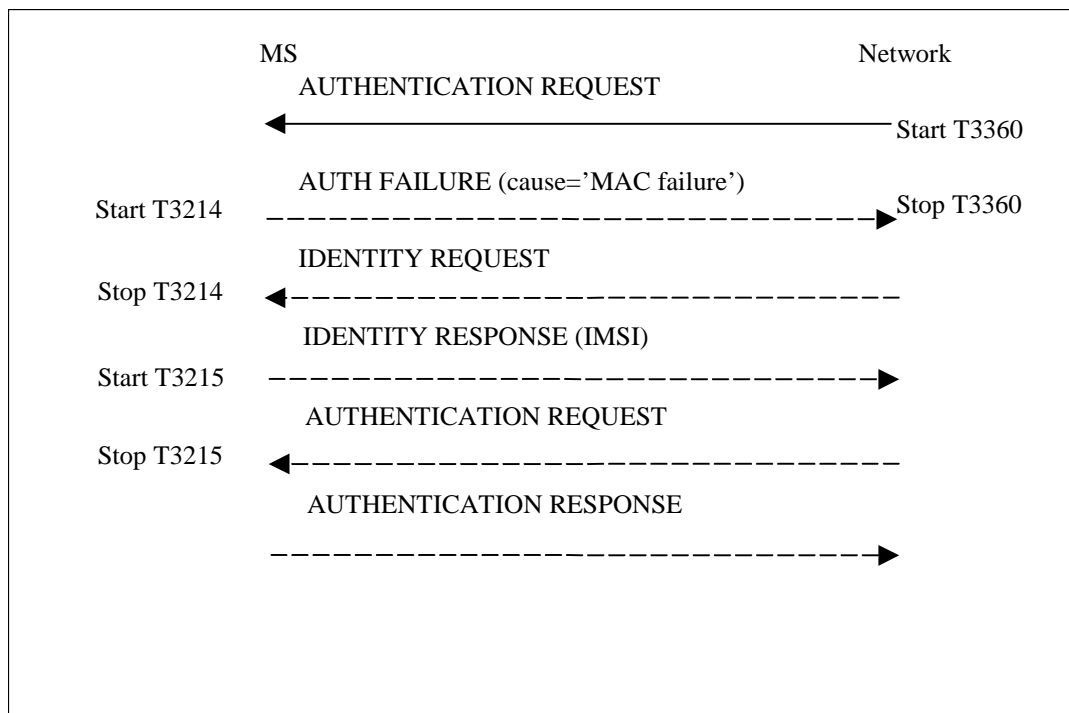 MS Network
AUTHENTICATION REQUEST
Start T3360
AUTH FAILURE (cause=’MAC failure’)
Start T3214 Stop T3360
IDENTITY REQUEST
Stop T3214
IDENTITY RESPONSE (IMSI)
Start T3215
AUTHENTICATION REQUEST
Stop T3215
AUTHENTICATION RESPONSE